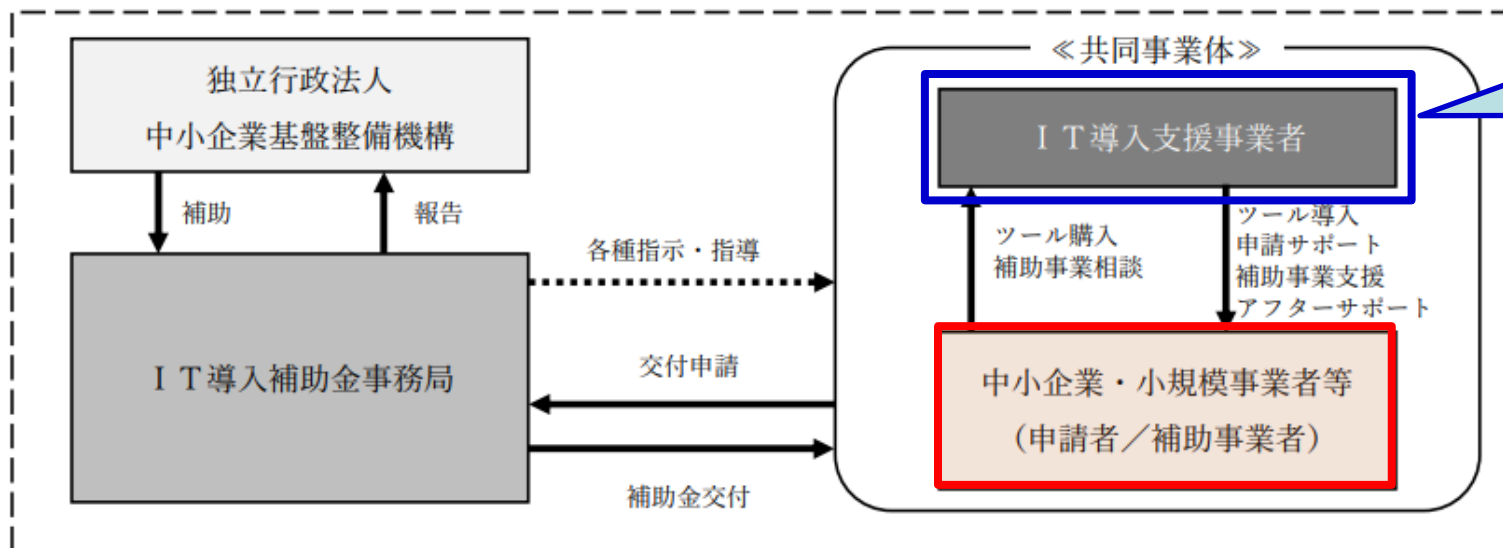 独立行政法人
中小企業基盤整備機構
補助
報告
ＩＴ導入補助金事務局
各種指示・指導
交付申請
補助金交付
≪共同事業体≫
ＩＴ導入支援事業者
ツール購入
補助事業相談
ツール導入
申請サポート
補助事業支援
アフターサポート
中小企業・小規模事業者等
（申請者／補助事業者）